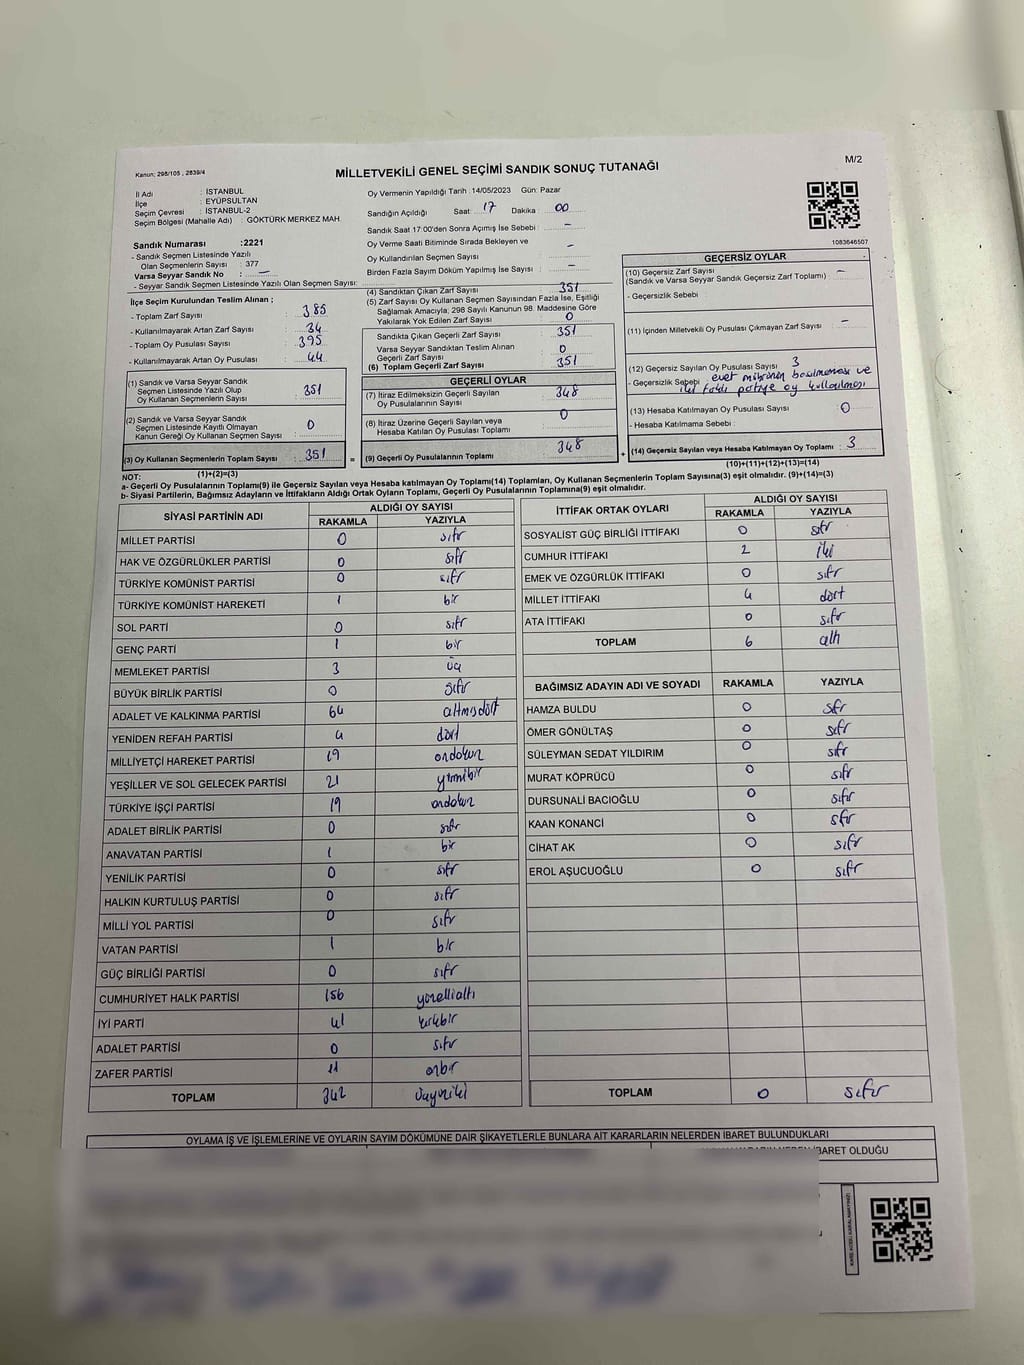 M/2
Kanun: 298/105 , 2839/4
MİLLETVEKİLİ GENEL SEÇİMİ SANDIK SONUÇ TUTANAĞI
İl Adı : İSTANBUL
İlçe : EYÜPSULTAN
Seçim Çevresi : İSTANBUL-2
Seçim Bölgesi (Mahalle Adı) : GÖKTÜRK MERKEZ MAH.
Sandık Numarası :2221
- Sandık Seçmen Listesinde Yazılı
Olan Seçmenlerin Sayısı : 377
Varsa Seyyar Sandık No : –
- Seyyar Sandık Seçmen Listesinde Yazılı Olan Seçmen Sayısı:
Oy Vermenin Yapıldığı Tarih :14/05/2023 Gün: Pazar
Sandığın Açıldığı Saat : 17 Dakika : 00
Sandık Saat 17:00'den Sonra Açımış İse Sebebi : –
Oy Verme Saati Bitiminde Sırada Bekleyen ve
Oy Kullandırılan Seçmen Sayısı : –
Birden Fazla Sayım Döküm Yapılmış İse Sayısı : –
1083646507
İlçe Seçim Kurulundan Teslim Alınan ;
- Toplam Zarf Sayısı : 385
- Kullanılmayarak Artan Zarf Sayısı : 34
- Toplam Oy Pusulası Sayısı : 395
- Kullanılmayarak Artan Oy Pusulası : 44
(1) Sandık ve Varsa Seyyar Sandık
Seçmen Listesinde Yazılı Olup
Oy Kullanan Seçmenlerin Sayısı : 351
(2) Sandık ve Varsa Seyyar Sandık
Seçmen Listesinde Kayıtlı Olmayan
Kanun Gereği Oy Kullanan Seçmen Sayısı : 0
(3) Oy Kullanan Seçmenlerin Toplam Sayısı : 351
(1)+(2)=(3)
(4) Sandıktan Çıkan Zarf Sayısı : 351
(5) Zarf Sayısı Oy Kullanan Seçmen Sayısından Fazla İse, Eşitliği
Sağlamak Amacıyla; 298 Sayılı Kanunun 98. Maddesine Göre
Yakılarak Yok Edilen Zarf Sayısı : 0
Sandıkta Çıkan Geçerli Zarf Sayısı : 351
Varsa Seyyar Sandıktan Teslim Alınan
Geçerli Zarf Sayısı : 0
(6) Toplam Geçerli Zarf Sayısı : 351
GEÇERLİ OYLAR
(7) İtiraz Edilmeksizin Geçerli Sayılan
Oy Pusulalarının Sayısı : 348
(8) İtiraz Üzerine Geçerli Sayılan veya
Hesaba Katılan Oy Pusulası Toplamı : 0
= (9) Geçerli Oy Pusulalarının Toplamı : 348
GEÇERSİZ OYLAR
(10) Geçersiz Zarf Sayısı
(Sandık ve Varsa Seyyar Sandık Geçersiz Zarf Toplamı) : –
- Geçersizlik Sebebi :
(11) İçinden Milletvekili Oy Pusulası Çıkmayan Zarf Sayısı : –
(12) Geçersiz Sayılan Oy Pusulası Sayısı : 3
- Geçersizlik Sebebi : evet mührünün basılmaması ve
iki farklı partiye oy kullanılması
(13) Hesaba Katılmayan Oy Pusulası Sayısı : 0
- Hesaba Katılmama Sebebi :
+ (14) Geçersiz Sayılan veya Hesaba Katılmayan Oy Toplamı : 3
(10)+(11)+(12)+(13)=(14)
NOT:
a- Geçerli Oy Pusulalarının Toplamı(9) ile Geçersiz Sayılan veya Hesaba katılmayan Oy Toplamı(14) Toplamları, Oy Kullanan Seçmenlerin Toplam Sayısına(3) eşit olmalıdır. (9)+(14)=(3)
b- Siyasi Partilerin, Bağımsız Adayların ve İttifakların Aldığı Ortak Oyların Toplamı, Geçerli Oy Pusulalarının Toplamına(9) eşit olmalıdır.
SİYASİ PARTİNİN ADI ALDIĞI OY SAYISI
RAKAMLA YAZIYLA
MİLLET PARTİSİ 0 sıfır
HAK VE ÖZGÜRLÜKLER PARTİSİ 0 sıfır
TÜRKİYE KOMÜNİST PARTİSİ 0 sıfır
TÜRKİYE KOMÜNİST HAREKETİ 1 bir
SOL PARTİ 0 sıfır
GENÇ PARTİ 1 bir
MEMLEKET PARTİSİ 3 üç
BÜYÜK BİRLİK PARTİSİ 0 sıfır
ADALET VE KALKINMA PARTİSİ 64 altmışdört
YENİDEN REFAH PARTİSİ 4 dört
MİLLİYETÇİ HAREKET PARTİSİ 19 ondokuz
YEŞİLLER VE SOL GELECEK PARTİSİ 21 yirmibir
TÜRKİYE İŞÇİ PARTİSİ 19 ondokuz
ADALET BİRLİK PARTİSİ 0 sıfır
ANAVATAN PARTİSİ 1 bir
YENİLİK PARTİSİ 0 sıfır
HALKIN KURTULUŞ PARTİSİ 0 sıfır
MİLLİ YOL PARTİSİ 0 sıfır
VATAN PARTİSİ 1 bir
GÜÇ BİRLİĞİ PARTİSİ 0 sıfır
CUMHURİYET HALK PARTİSİ 156 yüzellialtı
İYİ PARTİ 41 kırkbir
ADALET PARTİSİ 0 sıfır
ZAFER PARTİSİ 11 onbir
TOPLAM 342 üçyüzkırkiki
İTTİFAK ORTAK OYLARI ALDIĞI OY SAYISI
RAKAMLA YAZIYLA
SOSYALİST GÜÇ BİRLİĞİ İTTİFAKI 0 sıfır
CUMHUR İTTİFAKI 2 iki
EMEK VE ÖZGÜRLÜK İTTİFAKI 0 sıfır
MİLLET İTTİFAKI 4 dört
ATA İTTİFAKI 0 sıfır
TOPLAM 6 altı
BAĞIMSIZ ADAYIN ADI VE SOYADI RAKAMLA YAZIYLA
HAMZA BULDU 0 sıfır
ÖMER GÖNÜLTAŞ 0 sıfır
SÜLEYMAN SEDAT YILDIRIM 0 sıfır
MURAT KÖPRÜCÜ 0 sıfır
DURSUNALİ BACIOĞLU 0 sıfır
KAAN KONANCİ 0 sıfır
CİHAT AK 0 sıfır
EROL AŞUCUOĞLU 0 sıfır
TOPLAM 0 sıfır
OYLAMA İŞ VE İŞLEMLERİNE VE OYLARIN SAYIM DÖKÜMÜNE DAİR ŞİKAYETLERLE BUNLARA AİT KARARLARIN NELERDEN İBARET BULUNDUKLARI
İBARET OLDUĞU